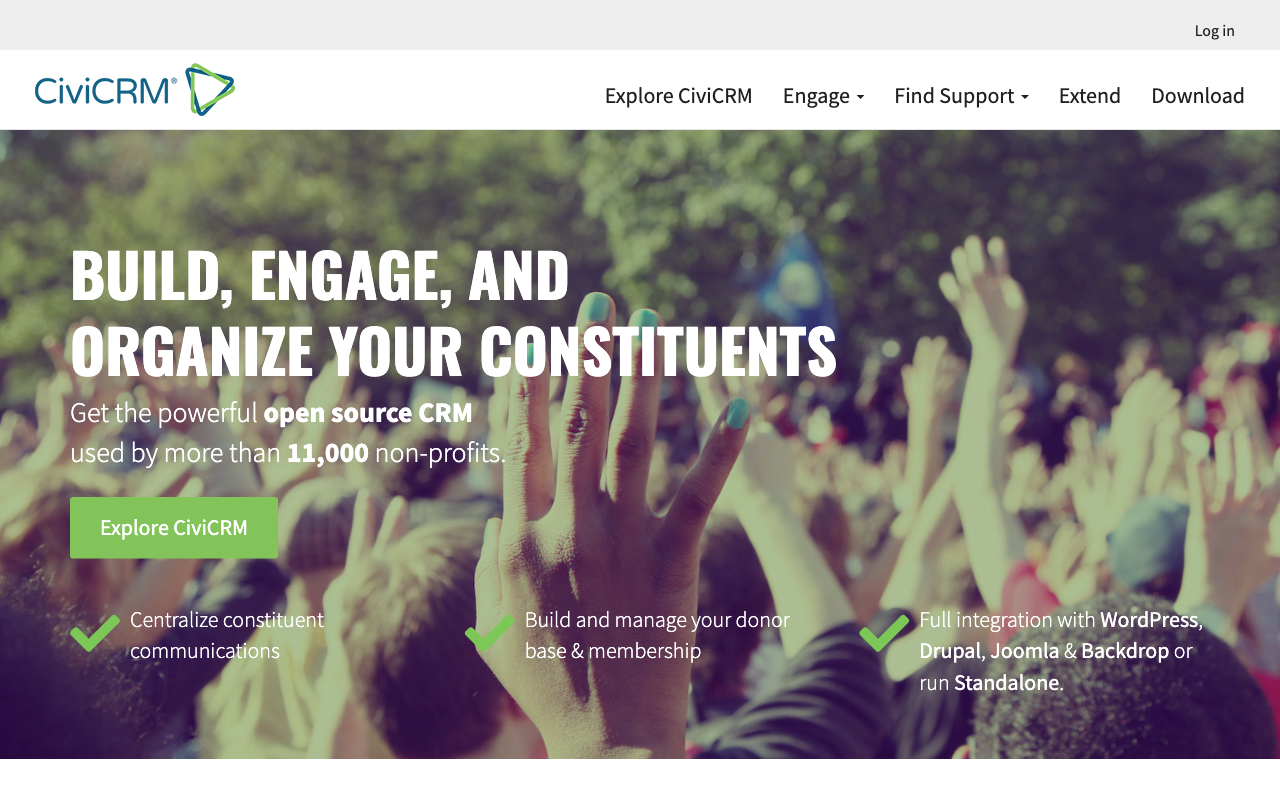 Log in
CiviCRM®
Explore CiviCRM Engage Find Support Extend Download
BUILD, ENGAGE, AND
ORGANIZE YOUR CONSTITUENTS
Get the powerful open source CRM
used by more than 11,000 non-profits.
Explore CiviCRM
Centralize constituent
communications
Build and manage your donor
base & membership
Full integration with WordPress,
Drupal, Joomla & Backdrop or
run Standalone.